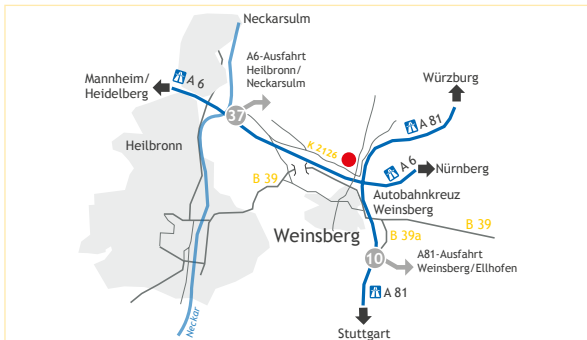 Neckarsulm
A6-Ausfahrt
Heilbronn/
Neckarsulm
Mannheim/
Heidelberg
A 6
37
Würzburg
A 81
K 2126
Heilbronn
B 39
A 6
Nürnberg
Autobahnkreuz
Weinsberg
Weinsberg
B 39
B 39a
10
A81-Ausfahrt
Weinsberg/Ellhofen
A 81
Neckar
Stuttgart